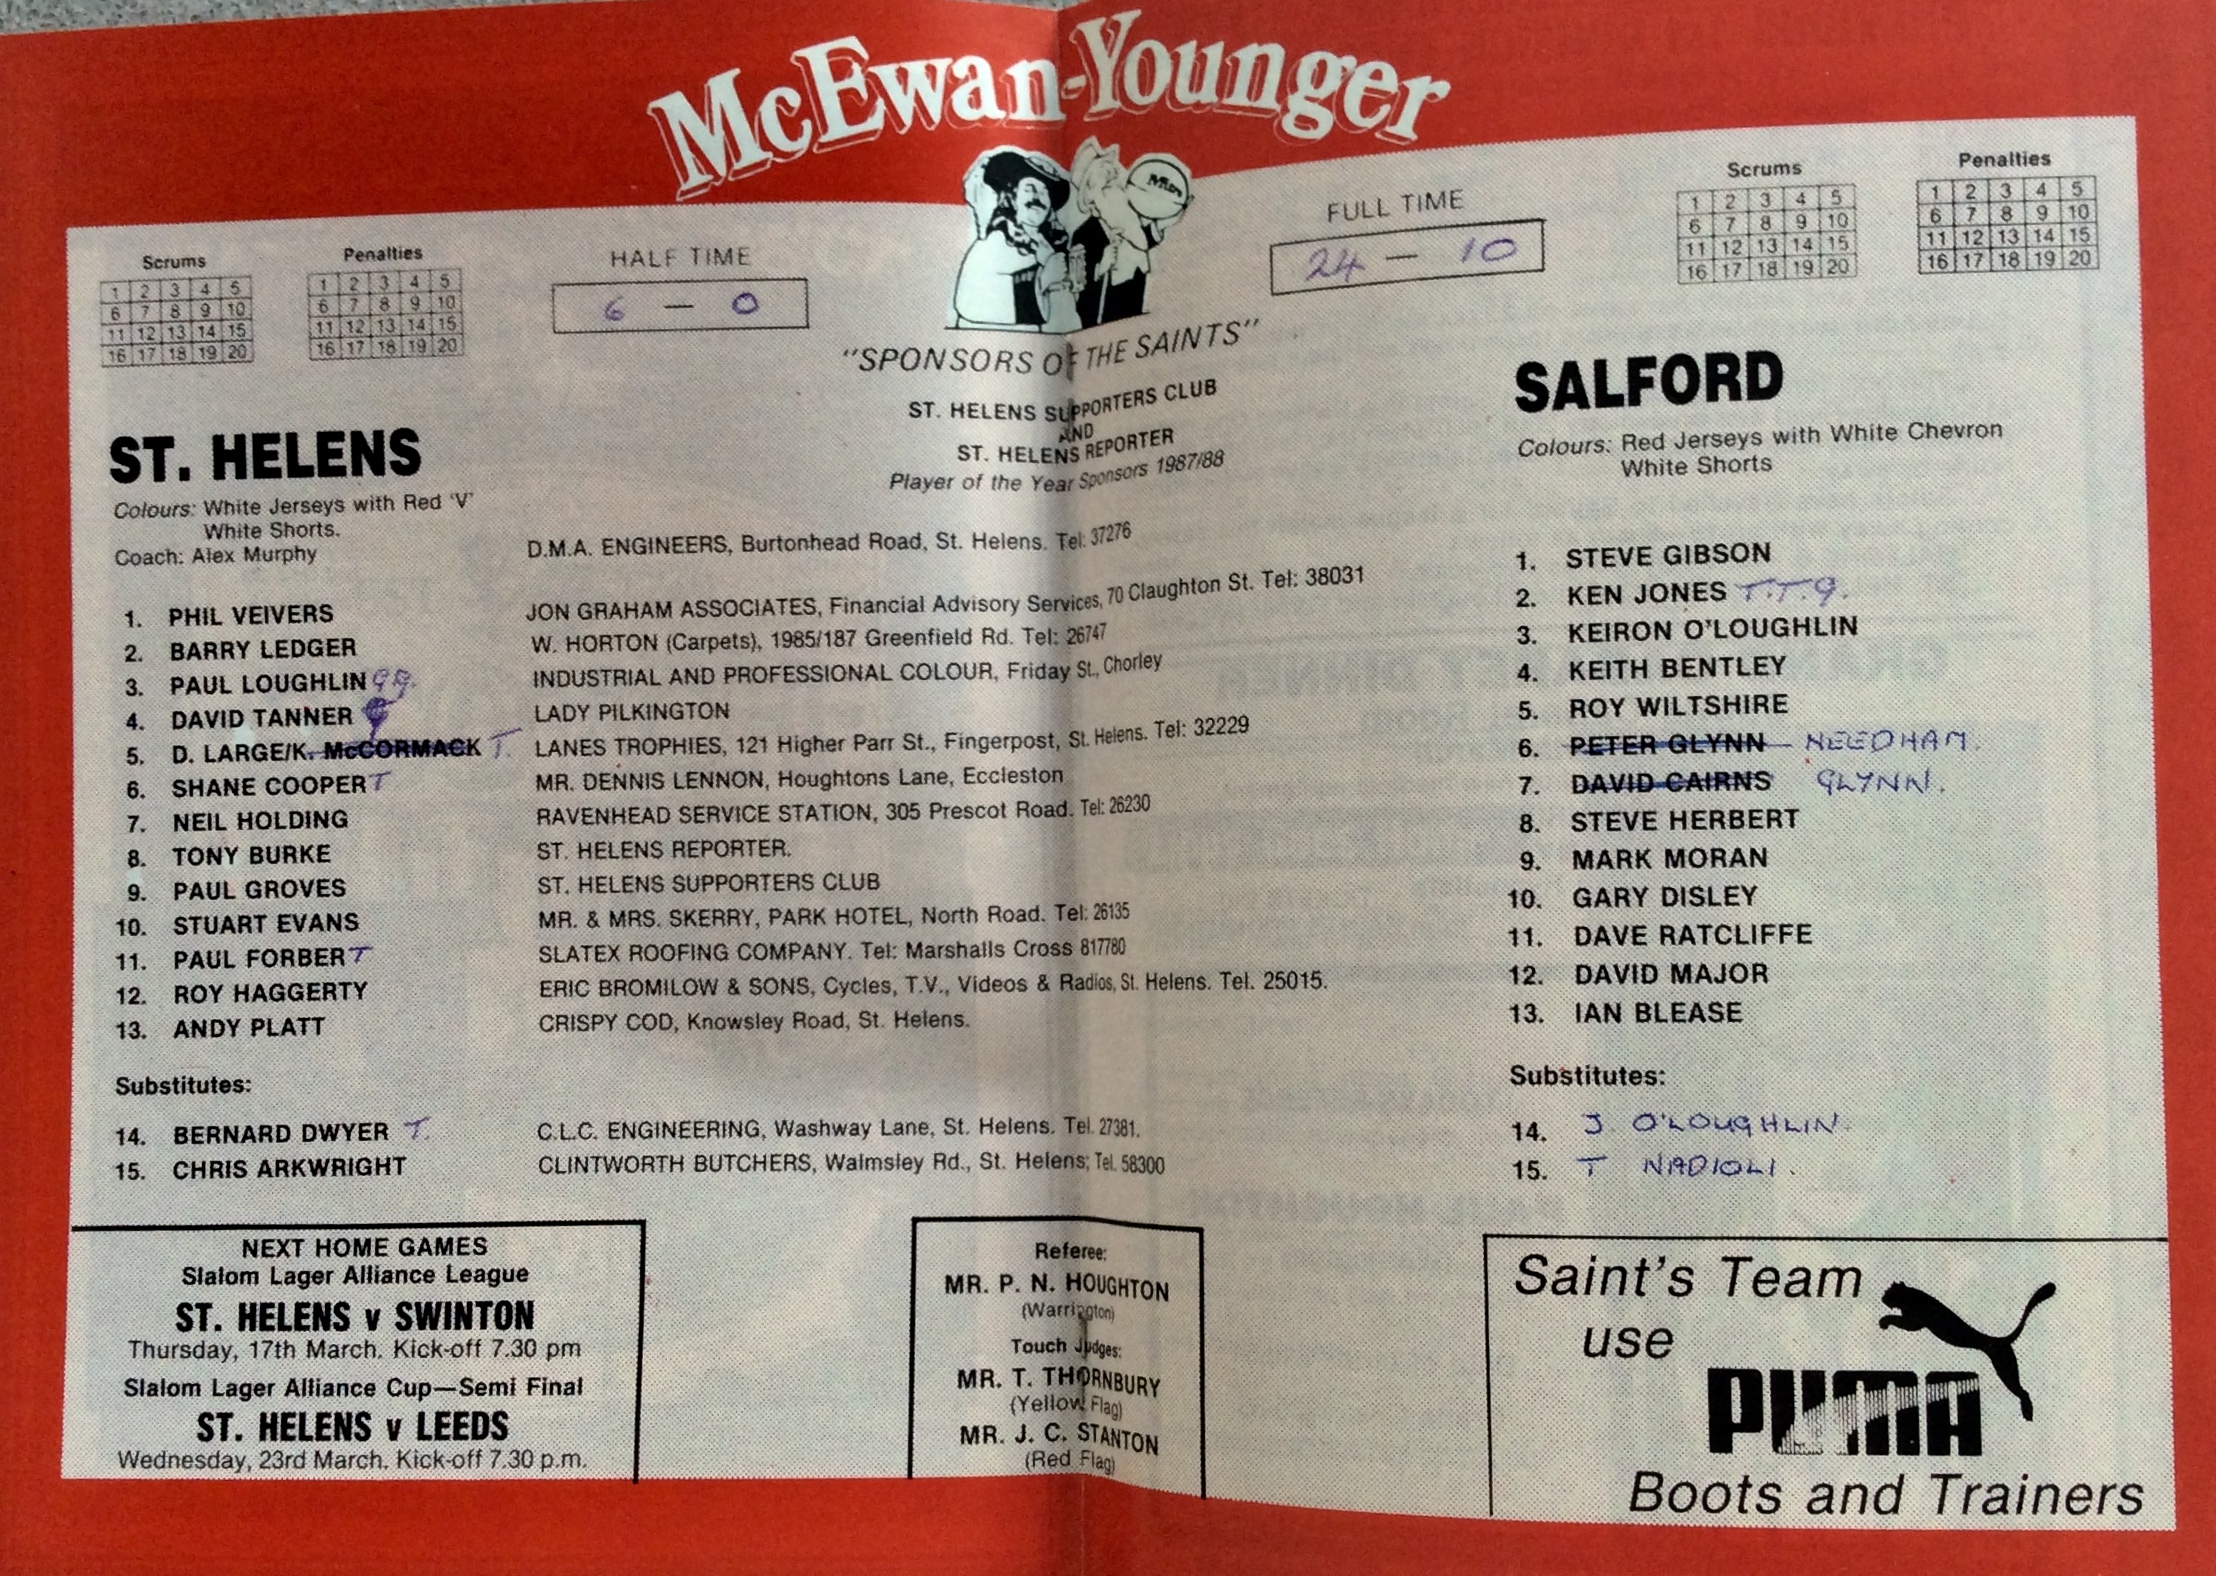 McEwan-Younger
Scrums
1 2 3 4 5
6 7 8 9 10
11 12 13 14 15
16 17 18 19 20
Penalties
1 2 3 4 5
6 7 8 9 10
11 12 13 14 15
16 17 18 19 20
HALF TIME
6 — 0
FULL TIME
24 — 10
Scrums
1 2 3 4 5
6 7 8 9 10
11 12 13 14 15
16 17 18 19 20
Penalties
1 2 3 4 5
6 7 8 9 10
11 12 13 14 15
16 17 18 19 20
"SPONSORS OF THE SAINTS"
ST. HELENS SUPPORTERS CLUB
AND
ST. HELENS REPORTER
Player of the Year Sponsors 1987/88
ST. HELENS
Colours: White Jerseys with Red 'V'
White Shorts.
Coach: Alex Murphy
D.M.A. ENGINEERS, Burtonhead Road, St. Helens. Tel: 37276
1. PHIL VEIVERS JON GRAHAM ASSOCIATES, Financial Advisory Services, 70 Claughton St. Tel: 38031
2. BARRY LEDGER W. HORTON (Carpets), 1985/187 Greenfield Rd. Tel: 26747
3. PAUL LOUGHLIN GG. INDUSTRIAL AND PROFESSIONAL COLOUR, Friday St., Chorley
4. DAVID TANNER LADY PILKINGTON
5. D. LARGE/K. McCORMACK T. LANES TROPHIES, 121 Higher Parr St., Fingerpost, St. Helens. Tel: 32229
6. SHANE COOPER T MR. DENNIS LENNON, Houghtons Lane, Eccleston
7. NEIL HOLDING RAVENHEAD SERVICE STATION, 305 Prescot Road. Tel: 26230
8. TONY BURKE ST. HELENS REPORTER.
9. PAUL GROVES ST. HELENS SUPPORTERS CLUB
10. STUART EVANS MR. & MRS. SKERRY, PARK HOTEL, North Road. Tel: 26135
11. PAUL FORBER T SLATEX ROOFING COMPANY. Tel: Marshalls Cross 817780
12. ROY HAGGERTY ERIC BROMILOW & SONS, Cycles, T.V., Videos & Radios, St. Helens. Tel. 25015.
13. ANDY PLATT CRISPY COD, Knowsley Road, St. Helens.
Substitutes:
14. BERNARD DWYER T. C.L.C. ENGINEERING, Washway Lane, St. Helens. Tel. 27381.
15. CHRIS ARKWRIGHT CLINTWORTH BUTCHERS, Walmsley Rd., St. Helens; Tel. 58300
SALFORD
Colours: Red Jerseys with White Chevron
White Shorts
1. STEVE GIBSON
2. KEN JONES T.T.G.
3. KEIRON O'LOUGHLIN
4. KEITH BENTLEY
5. ROY WILTSHIRE
6. PETER GLYNN NEEDHAM.
7. DAVID CAIRNS GLYNN.
8. STEVE HERBERT
9. MARK MORAN
10. GARY DISLEY
11. DAVE RATCLIFFE
12. DAVID MAJOR
13. IAN BLEASE
Substitutes:
14. J. O'LOUGHLIN.
15. T NADIOLI.
NEXT HOME GAMES
Slalom Lager Alliance League
ST. HELENS v SWINTON
Thursday, 17th March. Kick-off 7.30 pm
Slalom Lager Alliance Cup—Semi Final
ST. HELENS v LEEDS
Wednesday, 23rd March. Kick-off 7.30 p.m.
Referee:
MR. P. N. HOUGHTON
(Warrington)
Touch Judges:
MR. T. THORNBURY
(Yellow Flag)
MR. J. C. STANTON
(Red Flag)
Saint's Team
use
PUMA
Boots and Trainers